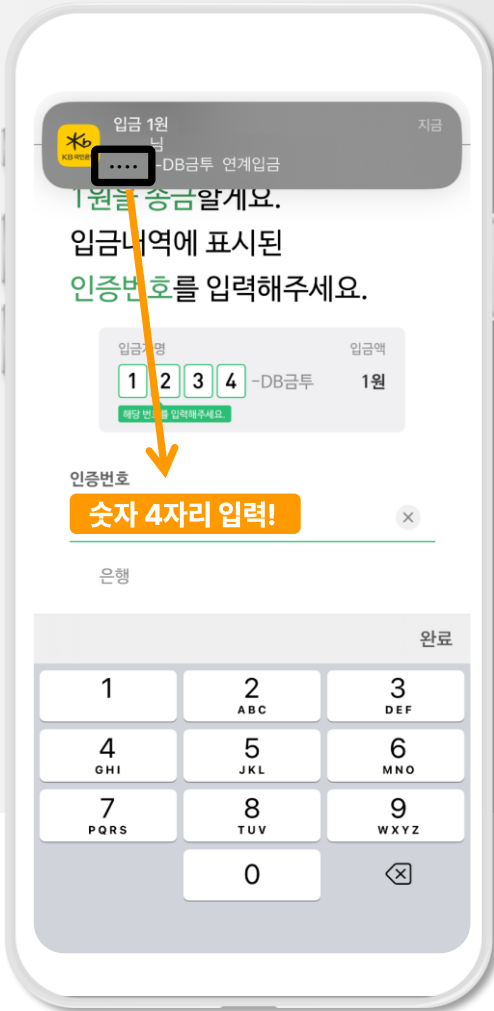 입금 1원
지금
님
KB 국민은행
....-DB금투 연계입금
1원을 송금할게요.
입금내역에 표시된
인증번호를 입력해주세요.
입금자명
입금액
1 2 3 4 -DB금투
1원
해당 번호를 입력해주세요.
인증번호
숫자 4자리 입력!
은행
완료
1
2
ABC
3
DEF
4
GHI
5
JKL
6
MNO
7
PQRS
8
TUV
9
WXYZ
0